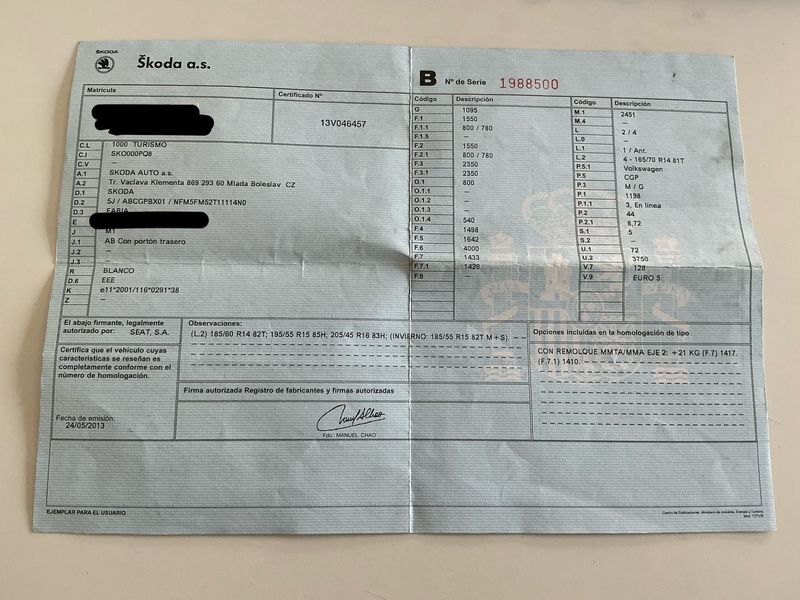 ŠKODA
Škoda a.s.
B Nº de Serie 1988500
Matrícula
Certificado Nº
13V046457
C.L 1000 TURISMO
C.I SKO000PQ8
C.V —
A.1 SKODA AUTO a.s.
A.2 Tr. Vaclava Klementa 869 293 60 Mlada Boleslav CZ
D.1 SKODA
D.2 5J / ABCGPBX01 / NFM5FM52T11114N0
D.3 FABIA
E
J M1
J.1 AB Con portón trasero
J.2 —
J.3 —
R BLANCO
D.6 EEE
K e11*2001/116*0291*38
Z —
Código Descripción
G 1095
F.1 1550
F.1.1 800 / 780
F.1.5 —
F.2 1550
F.2.1 800 / 780
F.3 2350
F.3.1 2350
O.1 800
O.1.1 —
O.1.2 —
O.1.3 —
O.1.4 540
F.4 1498
F.5 1642
F.6 4000
F.7 1433
F.7.1 1426
F.8 —
Código Descripción
M.1 2451
M.4 —
L 2 / 4
L.0 —
L.1 1 / Ant.
L.2 4 - 165/70 R14 81T
P.5.1 Volkswagen
P.5 CGP
P.3 M / G
P.1 1198
P.1.1 3, En línea
P.2 44
P.2.1 8,72
S.1 5
S.2 —
U.1 72
U.2 3750
V.7 128
V.9 EURO 5
El abajo firmante, legalmente
autorizado por: SEAT, S.A.
Certifica que el vehículo cuyas
características se reseñan es
completamente conforme con el
número de homologación.
Fecha de emisión:
24/05/2013
Observaciones:
(L.2) 185/60 R14 82T; 195/55 R15 85H; 205/45 R16 83H; (INVIERNO: 185/55 R15 82T M+S).
Firma autorizada Registro de fabricantes y firmas autorizadas
Fdo.: MANUEL CHAO
Opciones incluidas en la homologación de tipo
CON REMOLQUE MMTA/MMA EJE 2: +21 KG (F.7) 1417.
(F.7.1) 1410.
EJEMPLAR PARA EL USUARIO
Centro de Publicaciones. Ministerio de Industria, Energía y Turismo